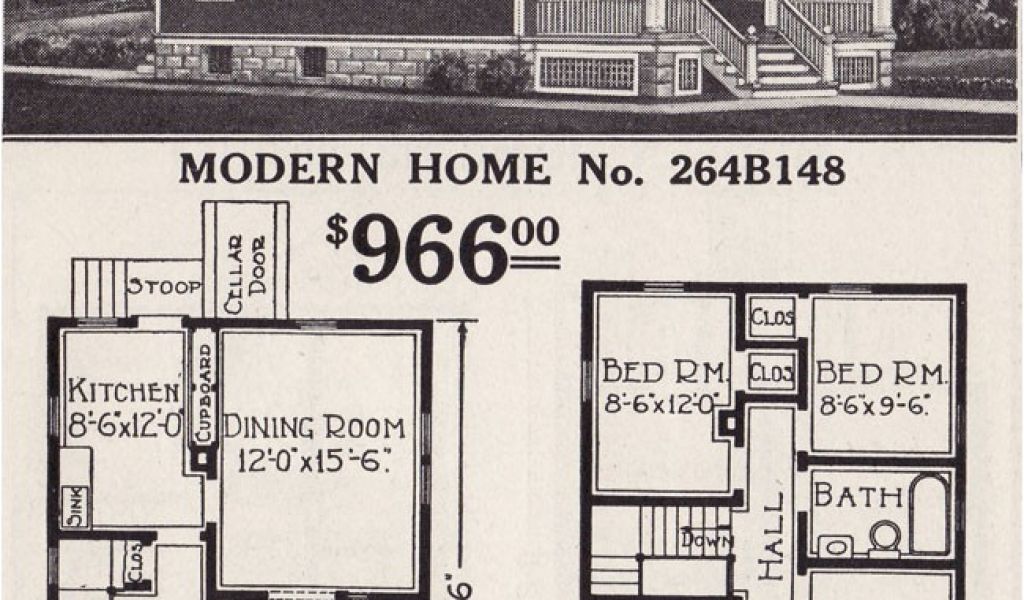 MODERN HOME No. 264B148
$966 00
STOOP
CELLAR
DOOR
KITCHEN
8'-6"x12'-0
CUPBOARD
SINK
CLOS
DINING ROOM
12'-0"x15'-6".
6"
BED RM.
8'-6"x12'-0"
CLOS
CLOS
BED RM.
8'-6"x9'-6".
BATH
HALL
DOWN